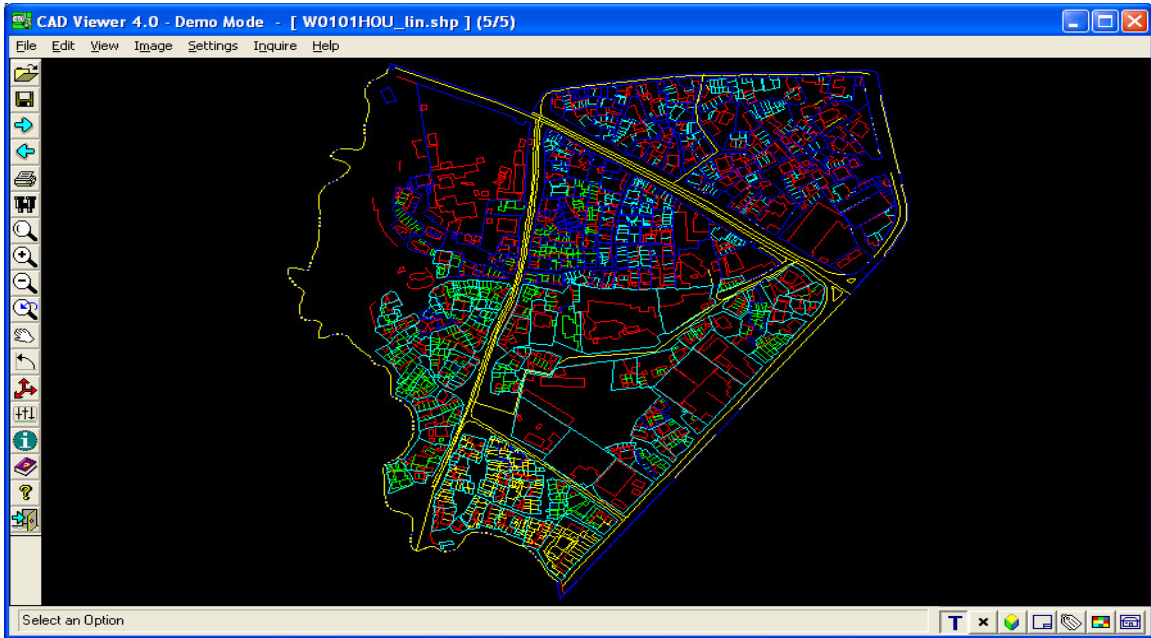 CAD Viewer 4.0 - Demo Mode - [ W0101HOU_lin.shp ] (5/5)
File Edit View Image Settings Inquire Help
Select an Option
T